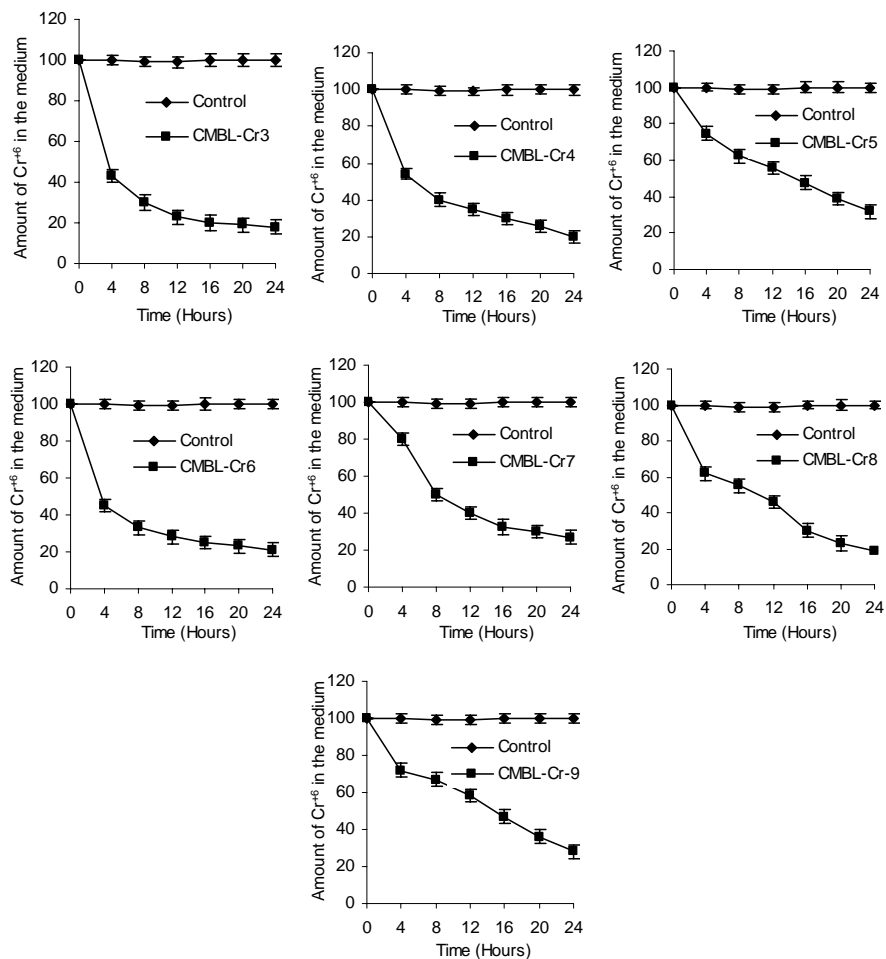 Amount of Cr⁺⁶ in the medium
120
100
80
60
40
20
0
Control
CMBL-Cr3
0 4 8 12 16 20 24
Time (Hours)
Amount of Cr⁺⁶ in the medium
120
100
80
60
40
20
0
Control
CMBL-Cr4
0 4 8 12 16 20 24
Time (Hours)
Amount of Cr⁺⁶ in the medium
120
100
80
60
40
20
0
Control
CMBL-Cr5
0 4 8 12 16 20 24
Time (Hours)
Amount of Cr⁺⁶ in the medium
120
100
80
60
40
20
0
Control
CMBL-Cr6
0 4 8 12 16 20 24
Time (Hours)
Amount of Cr⁺⁶ in the medium
120
100
80
60
40
20
0
Control
CMBL-Cr7
0 4 8 12 16 20 24
Time (Hours)
Amount of Cr⁺⁶ in the medium
120
100
80
60
40
20
0
Control
CMBL-Cr8
0 4 8 12 16 20 24
Time (Hours)
Amount of Cr⁺⁶ in the medium
120
100
80
60
40
20
0
Control
CMBL-Cr-9
0 4 8 12 16 20 24
Time (Hours)